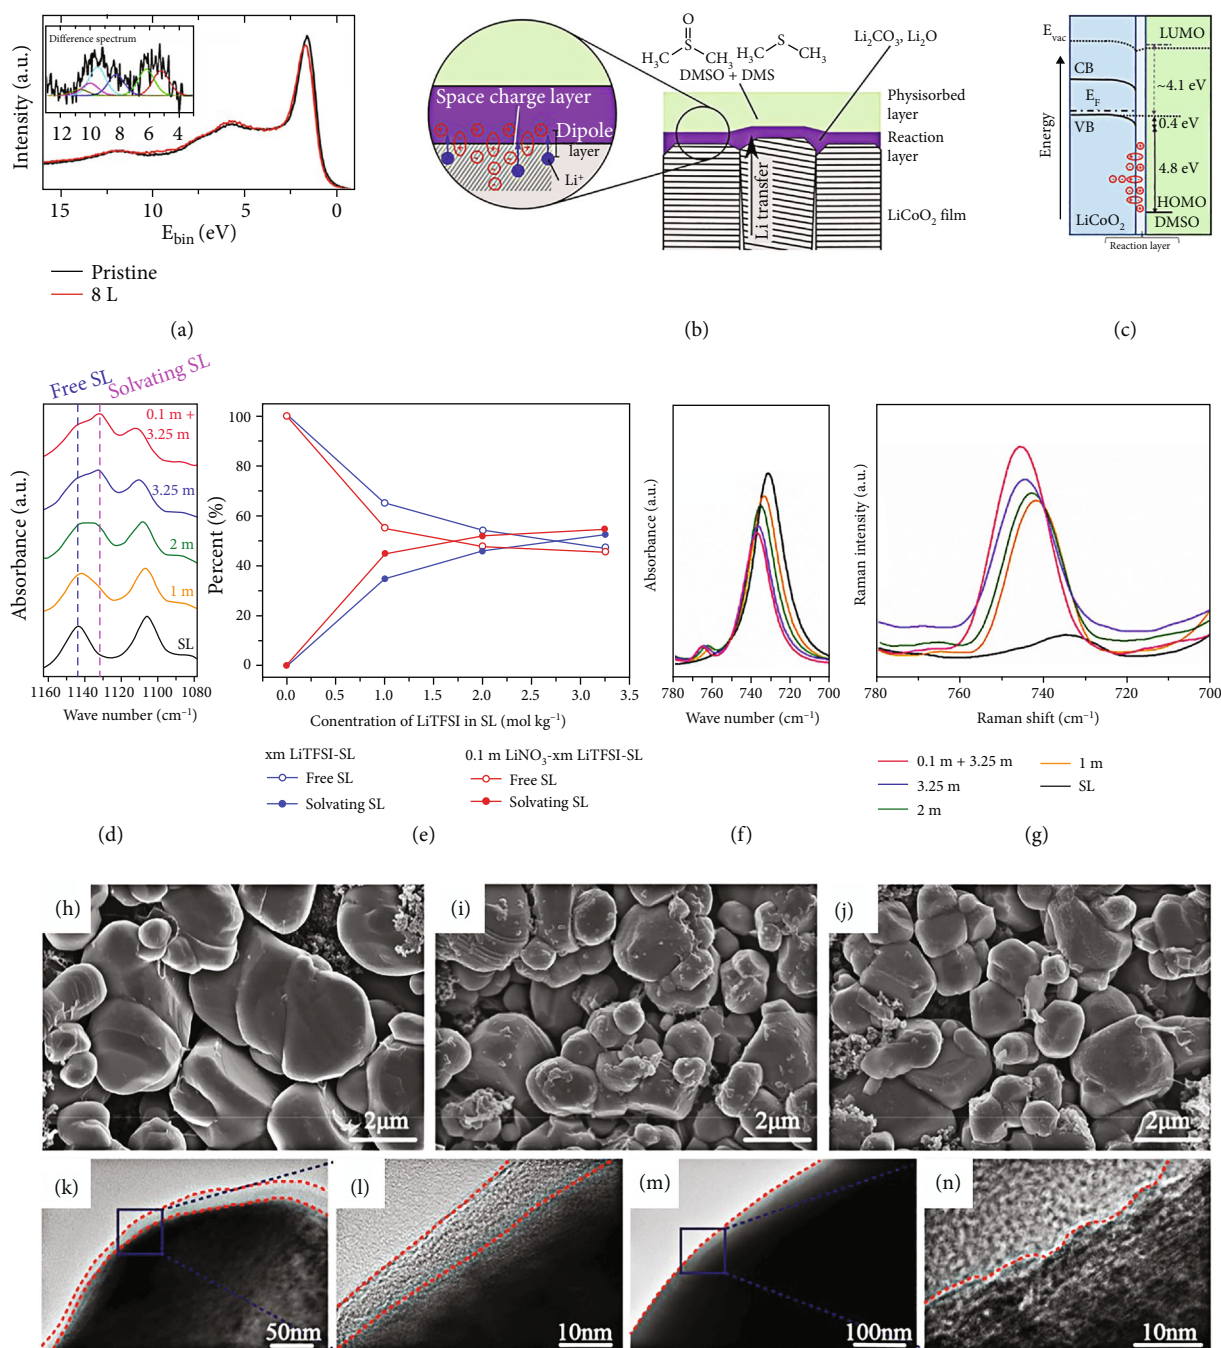 Intensity (a.u.)
Difference spectrum
12 10 8 6 4
15 10 5 0
E_bin (eV)
Pristine
8 L
(a)
O
S
H₃C CH₃
S
H₃C CH₃
DMSO + DMS
Li₂CO₃, Li₂O
Space charge layer
Dipole
layer
Li⁺
Physisorbed
layer
Reaction
layer
LiCoO₂ film
Li transfer
(b)
Energy
E_vac
CB
E_F
VB
LiCoO₂
LUMO
~4.1 eV
0.4 eV
4.8 eV
HOMO
DMSO
Reaction layer
(c)
Free SL
Solvating SL
Absorbance (a.u.)
0.1 m +
3.25 m
3.25 m
2 m
1 m
SL
1160 1140 1120 1100 1080
Wave number (cm⁻¹)
(d)
Percent (%)
100
80
60
40
20
0
0.0 0.5 1.0 1.5 2.0 2.5 3.0 3.5
Conentration of LiTFSI in SL (mol kg⁻¹)
xm LiTFSI-SL
Free SL
Solvating SL
0.1 m LiNO₃-xm LiTFSI-SL
Free SL
Solvating SL
(e)
Absorbance (a.u.)
780 760 740 720 700
Wave number (cm⁻¹)
(f)
Raman intensity (a.u.)
780 760 740 720 700
Raman shift (cm⁻¹)
0.1 m + 3.25 m
3.25 m
2 m
1 m
SL
(g)
(h)
2μm
(i)
2μm
(j)
2μm
(k)
50nm
(l)
10nm
(m)
100nm
(n)
10nm